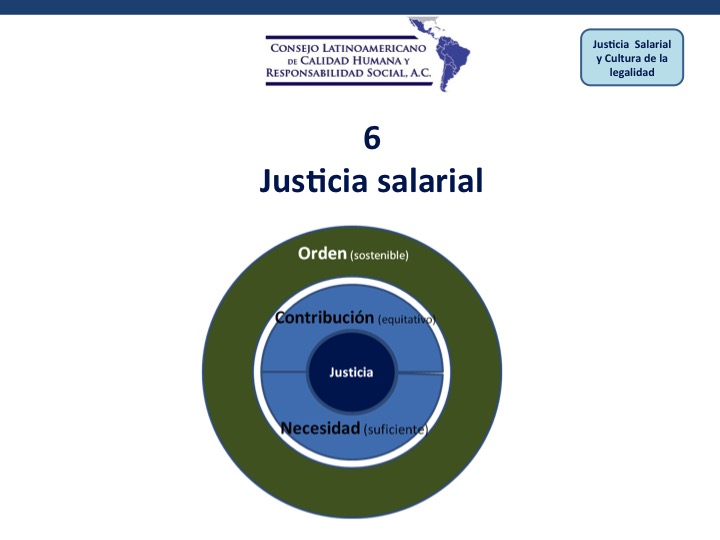 CONSEJO LATINOAMERICANO
DE CALIDAD HUMANA Y
RESPONSABILIDAD SOCIAL, A.C.
Justicia Salarial
y Cultura de la
legalidad
6
Justicia salarial
Orden (sostenible)
Contribución (equitativo)
Justicia
Necesidad (suficiente)